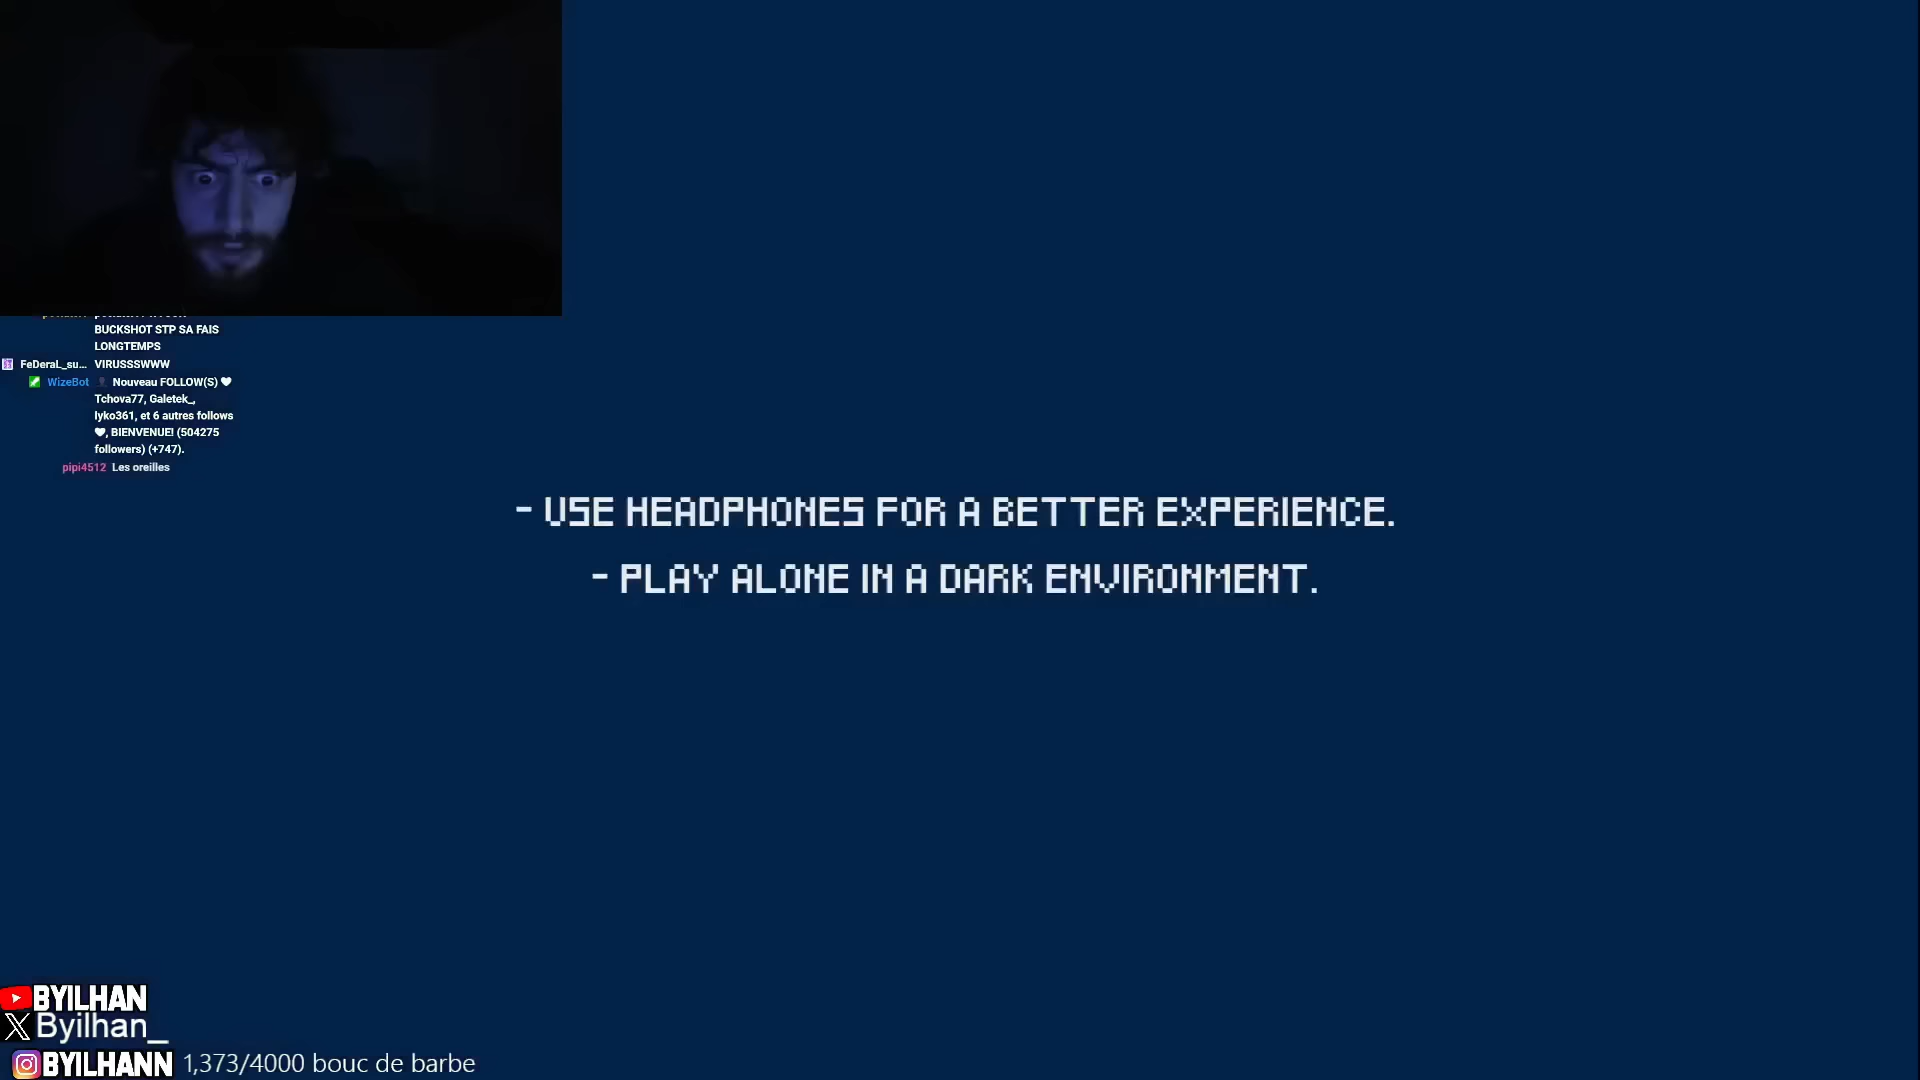 BUCKSHOT STP SA FAIS
LONGTEMPS
FeDeraL_su... VIRUSSSWWW
WizeBot Nouveau FOLLOW(S)
Tchova77, Galetek_,
lyko361, et 6 autres follows
, BIENVENUE! (504275
followers) (+747).
pipi4512 Les oreilles
- USE HEADPHONES FOR A BETTER EXPERIENCE.
- PLAY ALONE IN A DARK ENVIRONMENT.
BYILHAN
Byilhan_
BYILHANN 1,373/4000 bouc de barbe